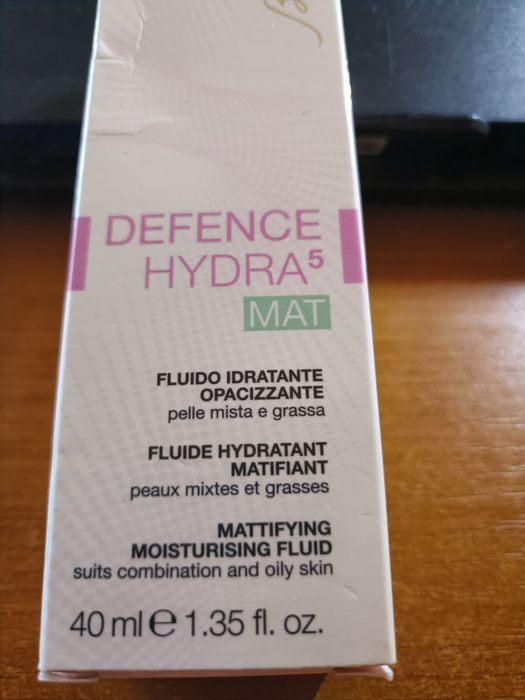 DEFENCE
HYDRA⁵
MAT
FLUIDO IDRATANTE
OPACIZZANTE
pelle mista e grassa
FLUIDE HYDRATANT
MATIFIANT
peaux mixtes et grasses
MATTIFYING
MOISTURISING FLUID
suits combination and oily skin
40 ml ℮ 1.35 fl. oz.